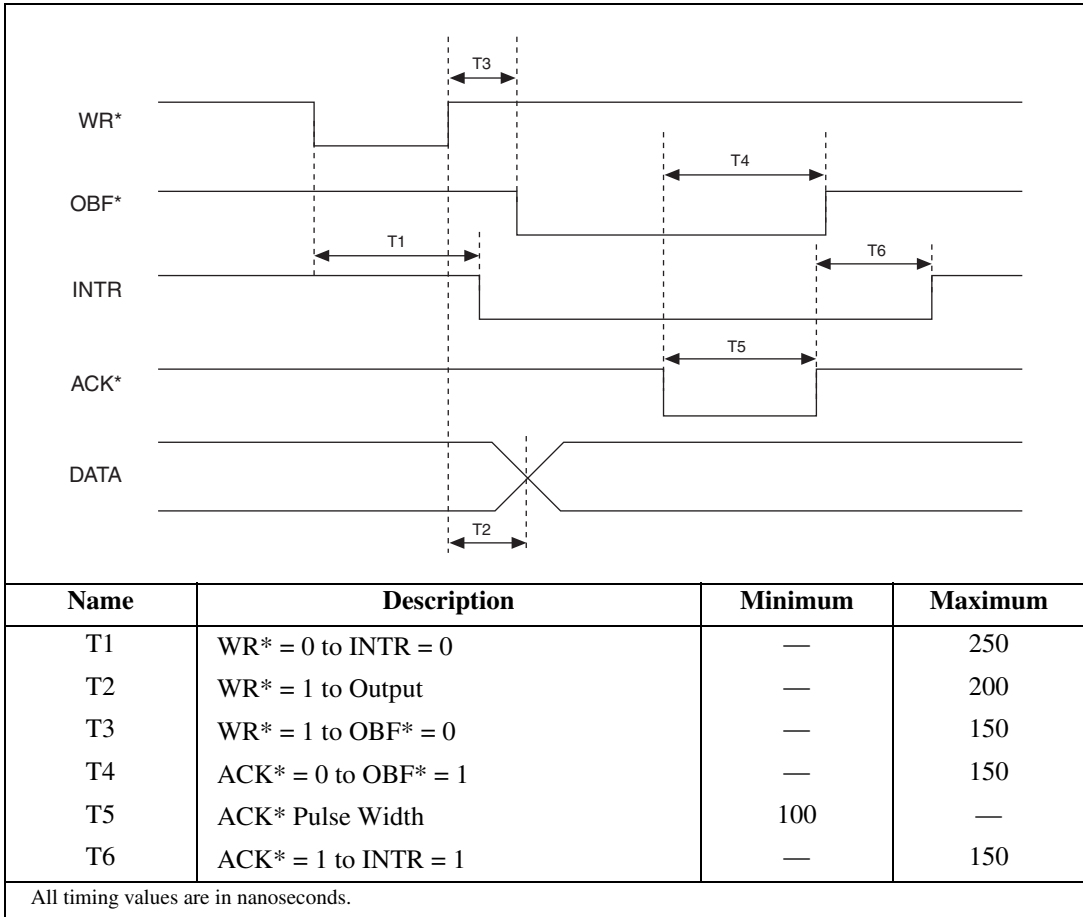 T3
WR*
T4
OBF*
T1
T6
INTR
T5
ACK*
DATA
T2
Name Description Minimum Maximum
T1 WR* = 0 to INTR = 0 — 250
T2 WR* = 1 to Output — 200
T3 WR* = 1 to OBF* = 0 — 150
T4 ACK* = 0 to OBF* = 1 — 150
T5 ACK* Pulse Width 100 —
T6 ACK* = 1 to INTR = 1 — 150
All timing values are in nanoseconds.